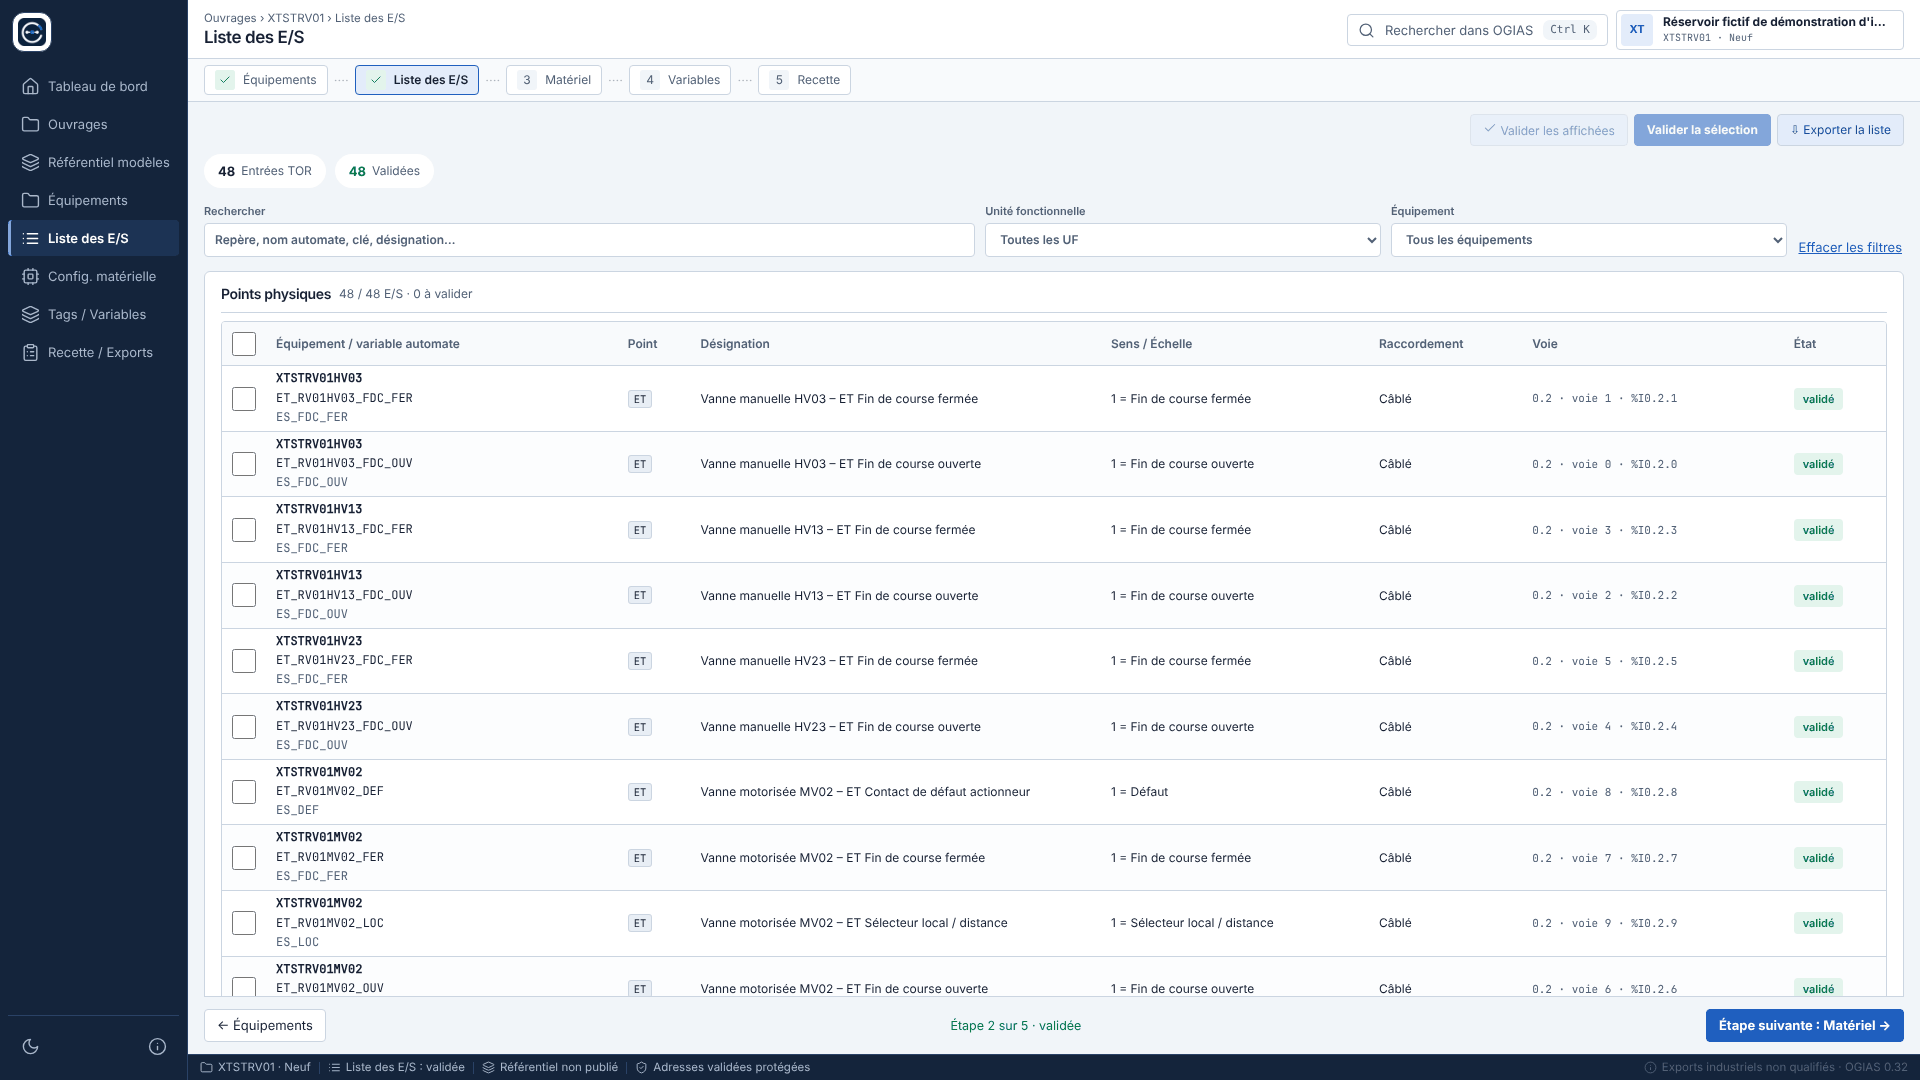 Ouvrages › XTSTRV01 › Liste des E/S
Liste des E/S
Rechercher dans OGIAS Ctrl K
XT
Réservoir fictif de démonstration d'i...
XTSTRV01 · Neuf
Tableau de bord
Ouvrages
Référentiel modèles
Équipements
Liste des E/S
Config. matérielle
Tags / Variables
Recette / Exports
✓ Équipements
✓ Liste des E/S
3 Matériel
4 Variables
5 Recette
✓ Valider les affichées
Valider la sélection
⇩ Exporter la liste
48 Entrées TOR
48 Validées
Rechercher
Repère, nom automate, clé, désignation...
Unité fonctionnelle
Toutes les UF
Équipement
Tous les équipements
Effacer les filtres
Points physiques 48 / 48 E/S · 0 à valider
Équipement / variable automate Point Désignation Sens / Échelle Raccordement Voie État
XTSTRV01HV03
ET_RV01HV03_FDC_FER ET Vanne manuelle HV03 – ET Fin de course fermée 1 = Fin de course fermée Câblé 0.2 · voie 1 · %I0.2.1 validé
ES_FDC_FER
XTSTRV01HV03
ET_RV01HV03_FDC_OUV ET Vanne manuelle HV03 – ET Fin de course ouverte 1 = Fin de course ouverte Câblé 0.2 · voie 0 · %I0.2.0 validé
ES_FDC_OUV
XTSTRV01HV13
ET_RV01HV13_FDC_FER ET Vanne manuelle HV13 – ET Fin de course fermée 1 = Fin de course fermée Câblé 0.2 · voie 3 · %I0.2.3 validé
ES_FDC_FER
XTSTRV01HV13
ET_RV01HV13_FDC_OUV ET Vanne manuelle HV13 – ET Fin de course ouverte 1 = Fin de course ouverte Câblé 0.2 · voie 2 · %I0.2.2 validé
ES_FDC_OUV
XTSTRV01HV23
ET_RV01HV23_FDC_FER ET Vanne manuelle HV23 – ET Fin de course fermée 1 = Fin de course fermée Câblé 0.2 · voie 5 · %I0.2.5 validé
ES_FDC_FER
XTSTRV01HV23
ET_RV01HV23_FDC_OUV ET Vanne manuelle HV23 – ET Fin de course ouverte 1 = Fin de course ouverte Câblé 0.2 · voie 4 · %I0.2.4 validé
ES_FDC_OUV
XTSTRV01MV02
ET_RV01MV02_DEF ET Vanne motorisée MV02 – ET Contact de défaut actionneur 1 = Défaut Câblé 0.2 · voie 8 · %I0.2.8 validé
ES_DEF
XTSTRV01MV02
ET_RV01MV02_FER ET Vanne motorisée MV02 – ET Fin de course fermée 1 = Fin de course fermée Câblé 0.2 · voie 7 · %I0.2.7 validé
ES_FDC_FER
XTSTRV01MV02
ET_RV01MV02_LOC ET Vanne motorisée MV02 – ET Sélecteur local / distance 1 = Sélecteur local / distance Câblé 0.2 · voie 9 · %I0.2.9 validé
ES_LOC
XTSTRV01MV02
ET_RV01MV02_OUV ET Vanne motorisée MV02 – ET Fin de course ouverte 1 = Fin de course ouverte Câblé 0.2 · voie 6 · %I0.2.6 validé
← Équipements
Étape 2 sur 5 · validée
Étape suivante : Matériel →
XTSTRV01 · Neuf
Liste des E/S : validée
Référentiel non publié
Adresses validées protégées
Exports industriels non qualifiés · OGIAS 0.32